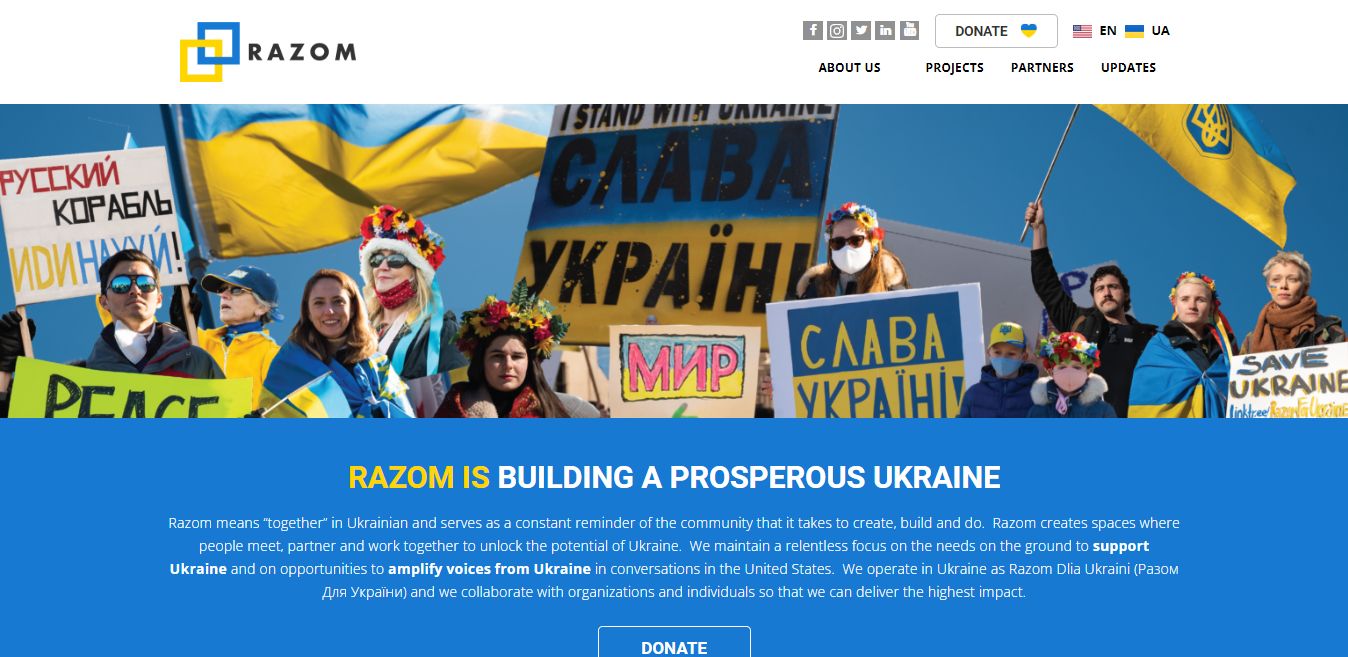 RAZOM
DONATE
EN
UA
ABOUT US
PROJECTS
PARTNERS
UPDATES
РУССКИЙ
КОРАБЛЬ
ИДИ НАХУЙ!
PEACE
I STAND WITH UKRAINE
СЛАВА
УКРАЇНІ
МИР
СЛАВА
УКРАЇНІ!
SAVE
UKRAINE
RAZOM IS BUILDING A PROSPEROUS UKRAINE
Razom means “together” in Ukrainian and serves as a constant reminder of the community that it takes to create, build and do. Razom creates spaces where
people meet, partner and work together to unlock the potential of Ukraine. We maintain a relentless focus on the needs on the ground to support
Ukraine and on opportunities to amplify voices from Ukraine in conversations in the United States. We operate in Ukraine as Razom Dlia Ukraini (Разом
Для України) and we collaborate with organizations and individuals so that we can deliver the highest impact.
DONATE